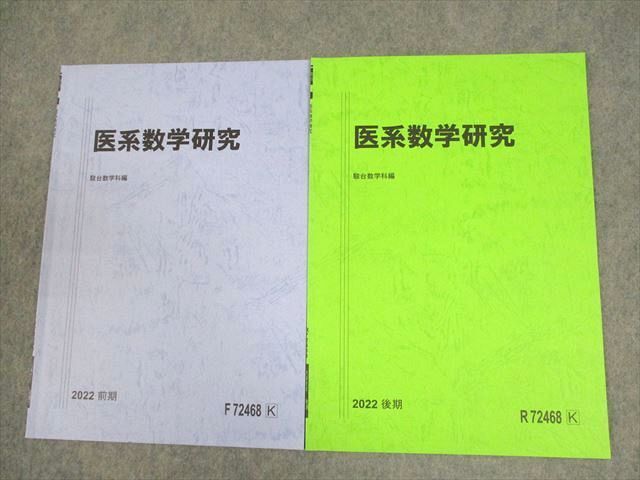 医系数学研究
駿台数学科編
2022 前期
F 72468 K
医系数学研究
駿台数学科編
2022 後期
R 72468 K